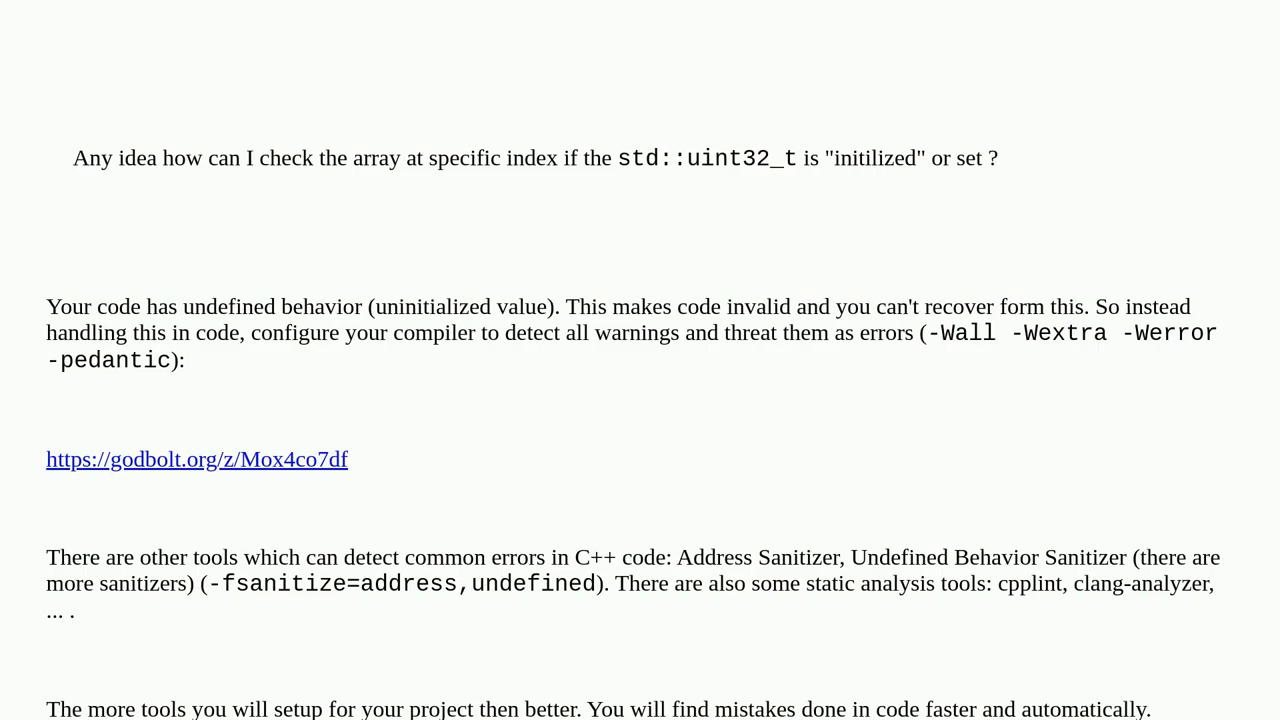 Any idea how can I check the array at specific index if the std::uint32_t is "initilized" or set ?
Your code has undefined behavior (uninitialized value). This makes code invalid and you can't recover form this. So instead
handling this in code, configure your compiler to detect all warnings and threat them as errors (-Wall -Wextra -Werror
-pedantic):
https://godbolt.org/z/Mox4co7df
There are other tools which can detect common errors in C++ code: Address Sanitizer, Undefined Behavior Sanitizer (there are
more sanitizers) (-fsanitize=address,undefined). There are also some static analysis tools: cpplint, clang-analyzer,
... .
The more tools you will setup for your project then better. You will find mistakes done in code faster and automatically.